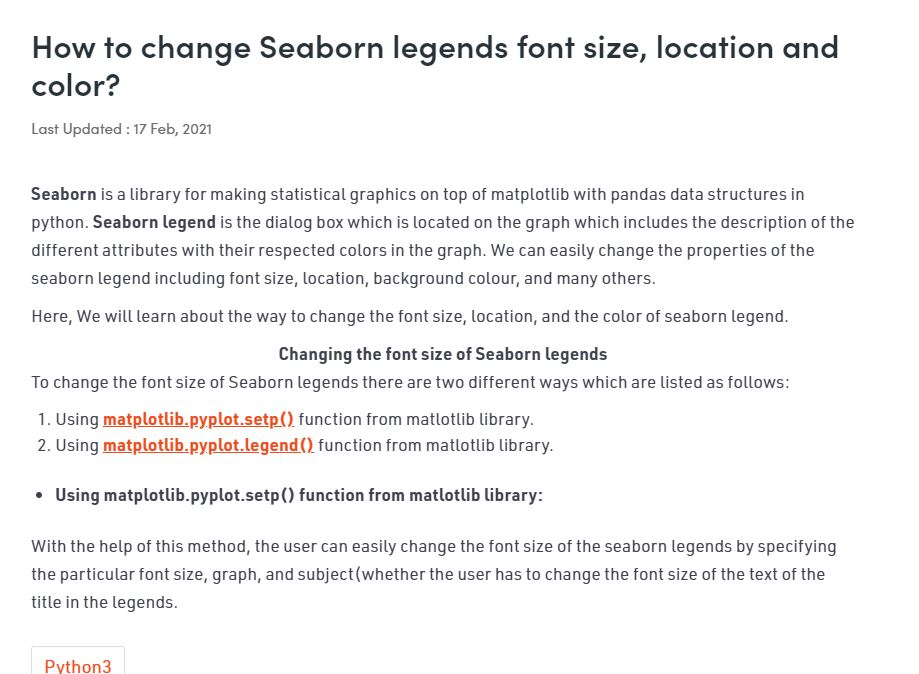 How to change Seaborn legends font size, location and
color?
Last Updated : 17 Feb, 2021
Seaborn is a library for making statistical graphics on top of matplotlib with pandas data structures in
python. Seaborn legend is the dialog box which is located on the graph which includes the description of the
different attributes with their respected colors in the graph. We can easily change the properties of the
seaborn legend including font size, location, background colour, and many others.
Here, We will learn about the way to change the font size, location, and the color of seaborn legend.
Changing the font size of Seaborn legends
To change the font size of Seaborn legends there are two different ways which are listed as follows:
1. Using matplotlib.pyplot.setp() function from matlotlib library.
2. Using matplotlib.pyplot.legend() function from matlotlib library.
• Using matplotlib.pyplot.setp() function from matlotlib library:
With the help of this method, the user can easily change the font size of the seaborn legends by specifying
the particular font size, graph, and subject(whether the user has to change the font size of the text of the
title in the legends.
Python3